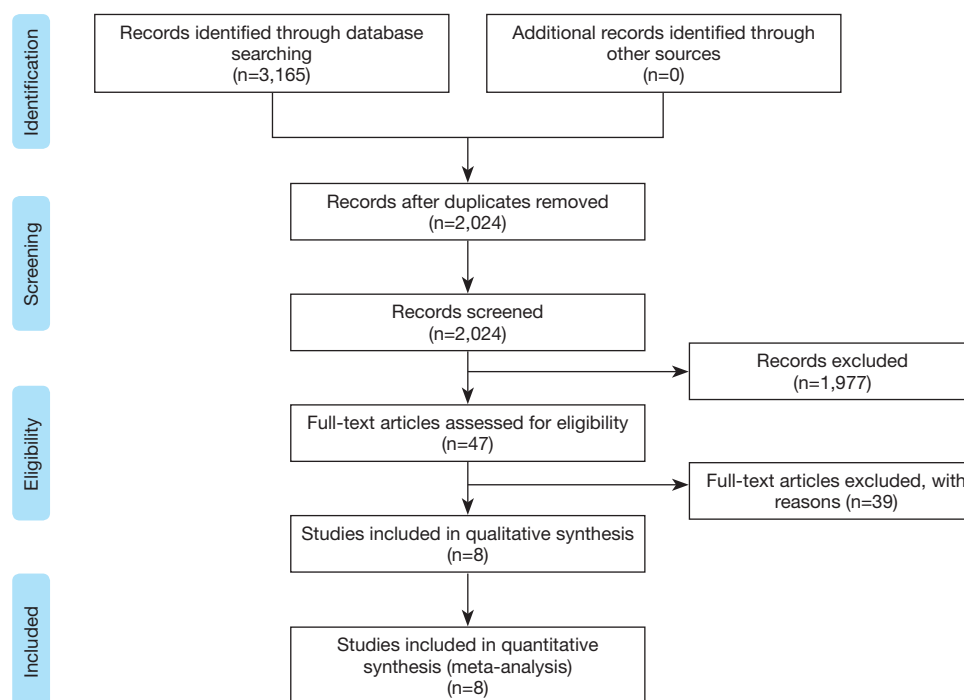 Identification
Records identified through database
searching
(n=3,165)
Additional records identified through
other sources
(n=0)
Screening
Records after duplicates removed
(n=2,024)
Records screened
(n=2,024)
Records excluded
(n=1,977)
Eligibility
Full-text articles assessed for eligibility
(n=47)
Full-text articles excluded, with
reasons (n=39)
Studies included in qualitative synthesis
(n=8)
Included
Studies included in quantitative
synthesis (meta-analysis)
(n=8)